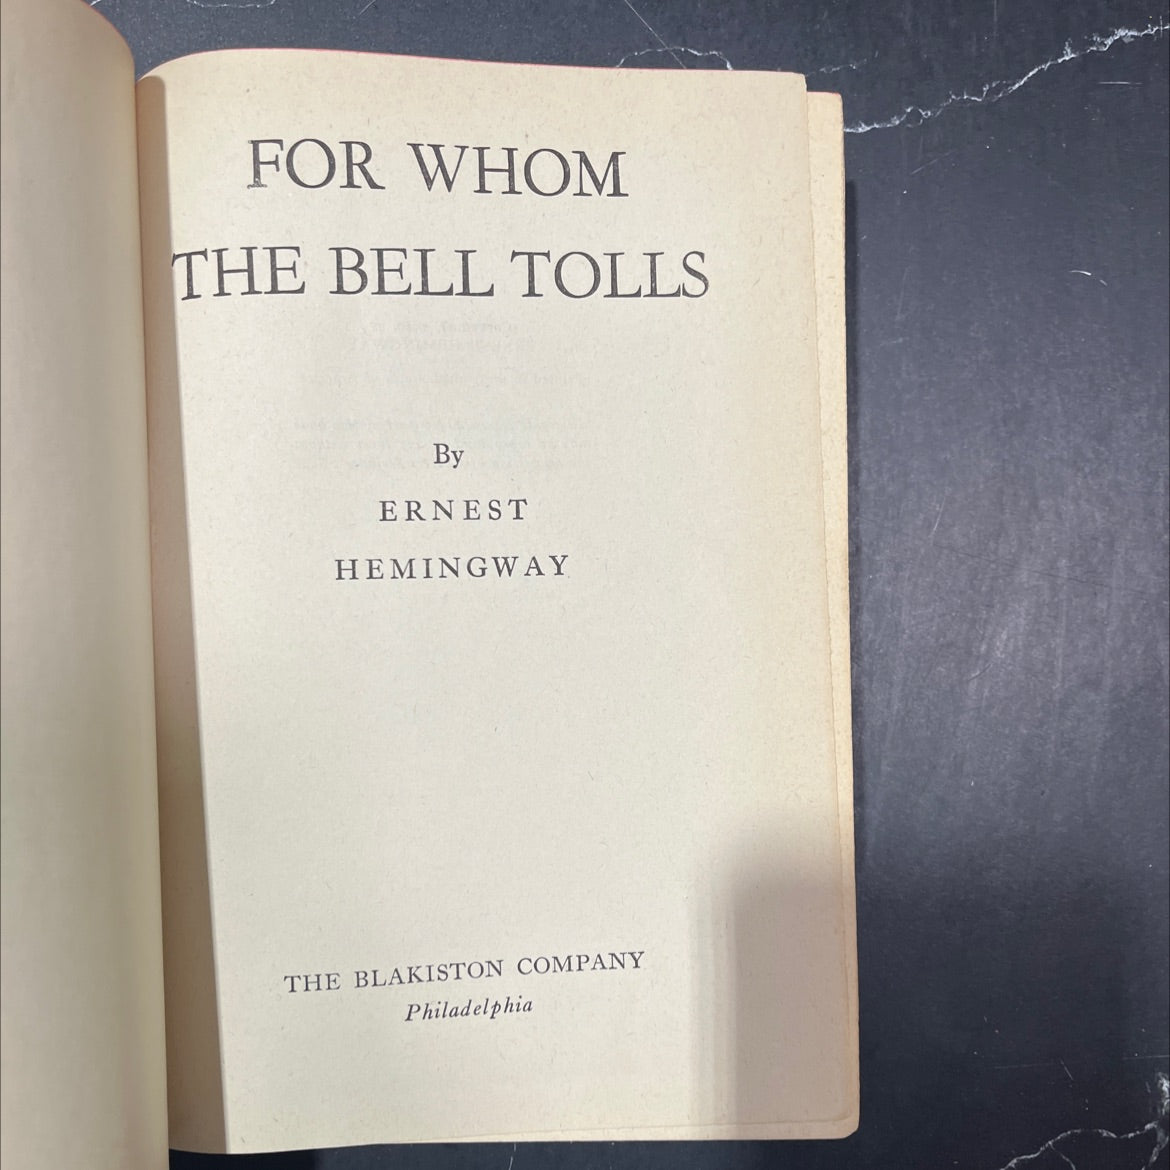 FOR WHOM
THE BELL TOLLS
By
ERNEST
HEMINGWAY
THE BLAKISTON COMPANY
Philadelphia